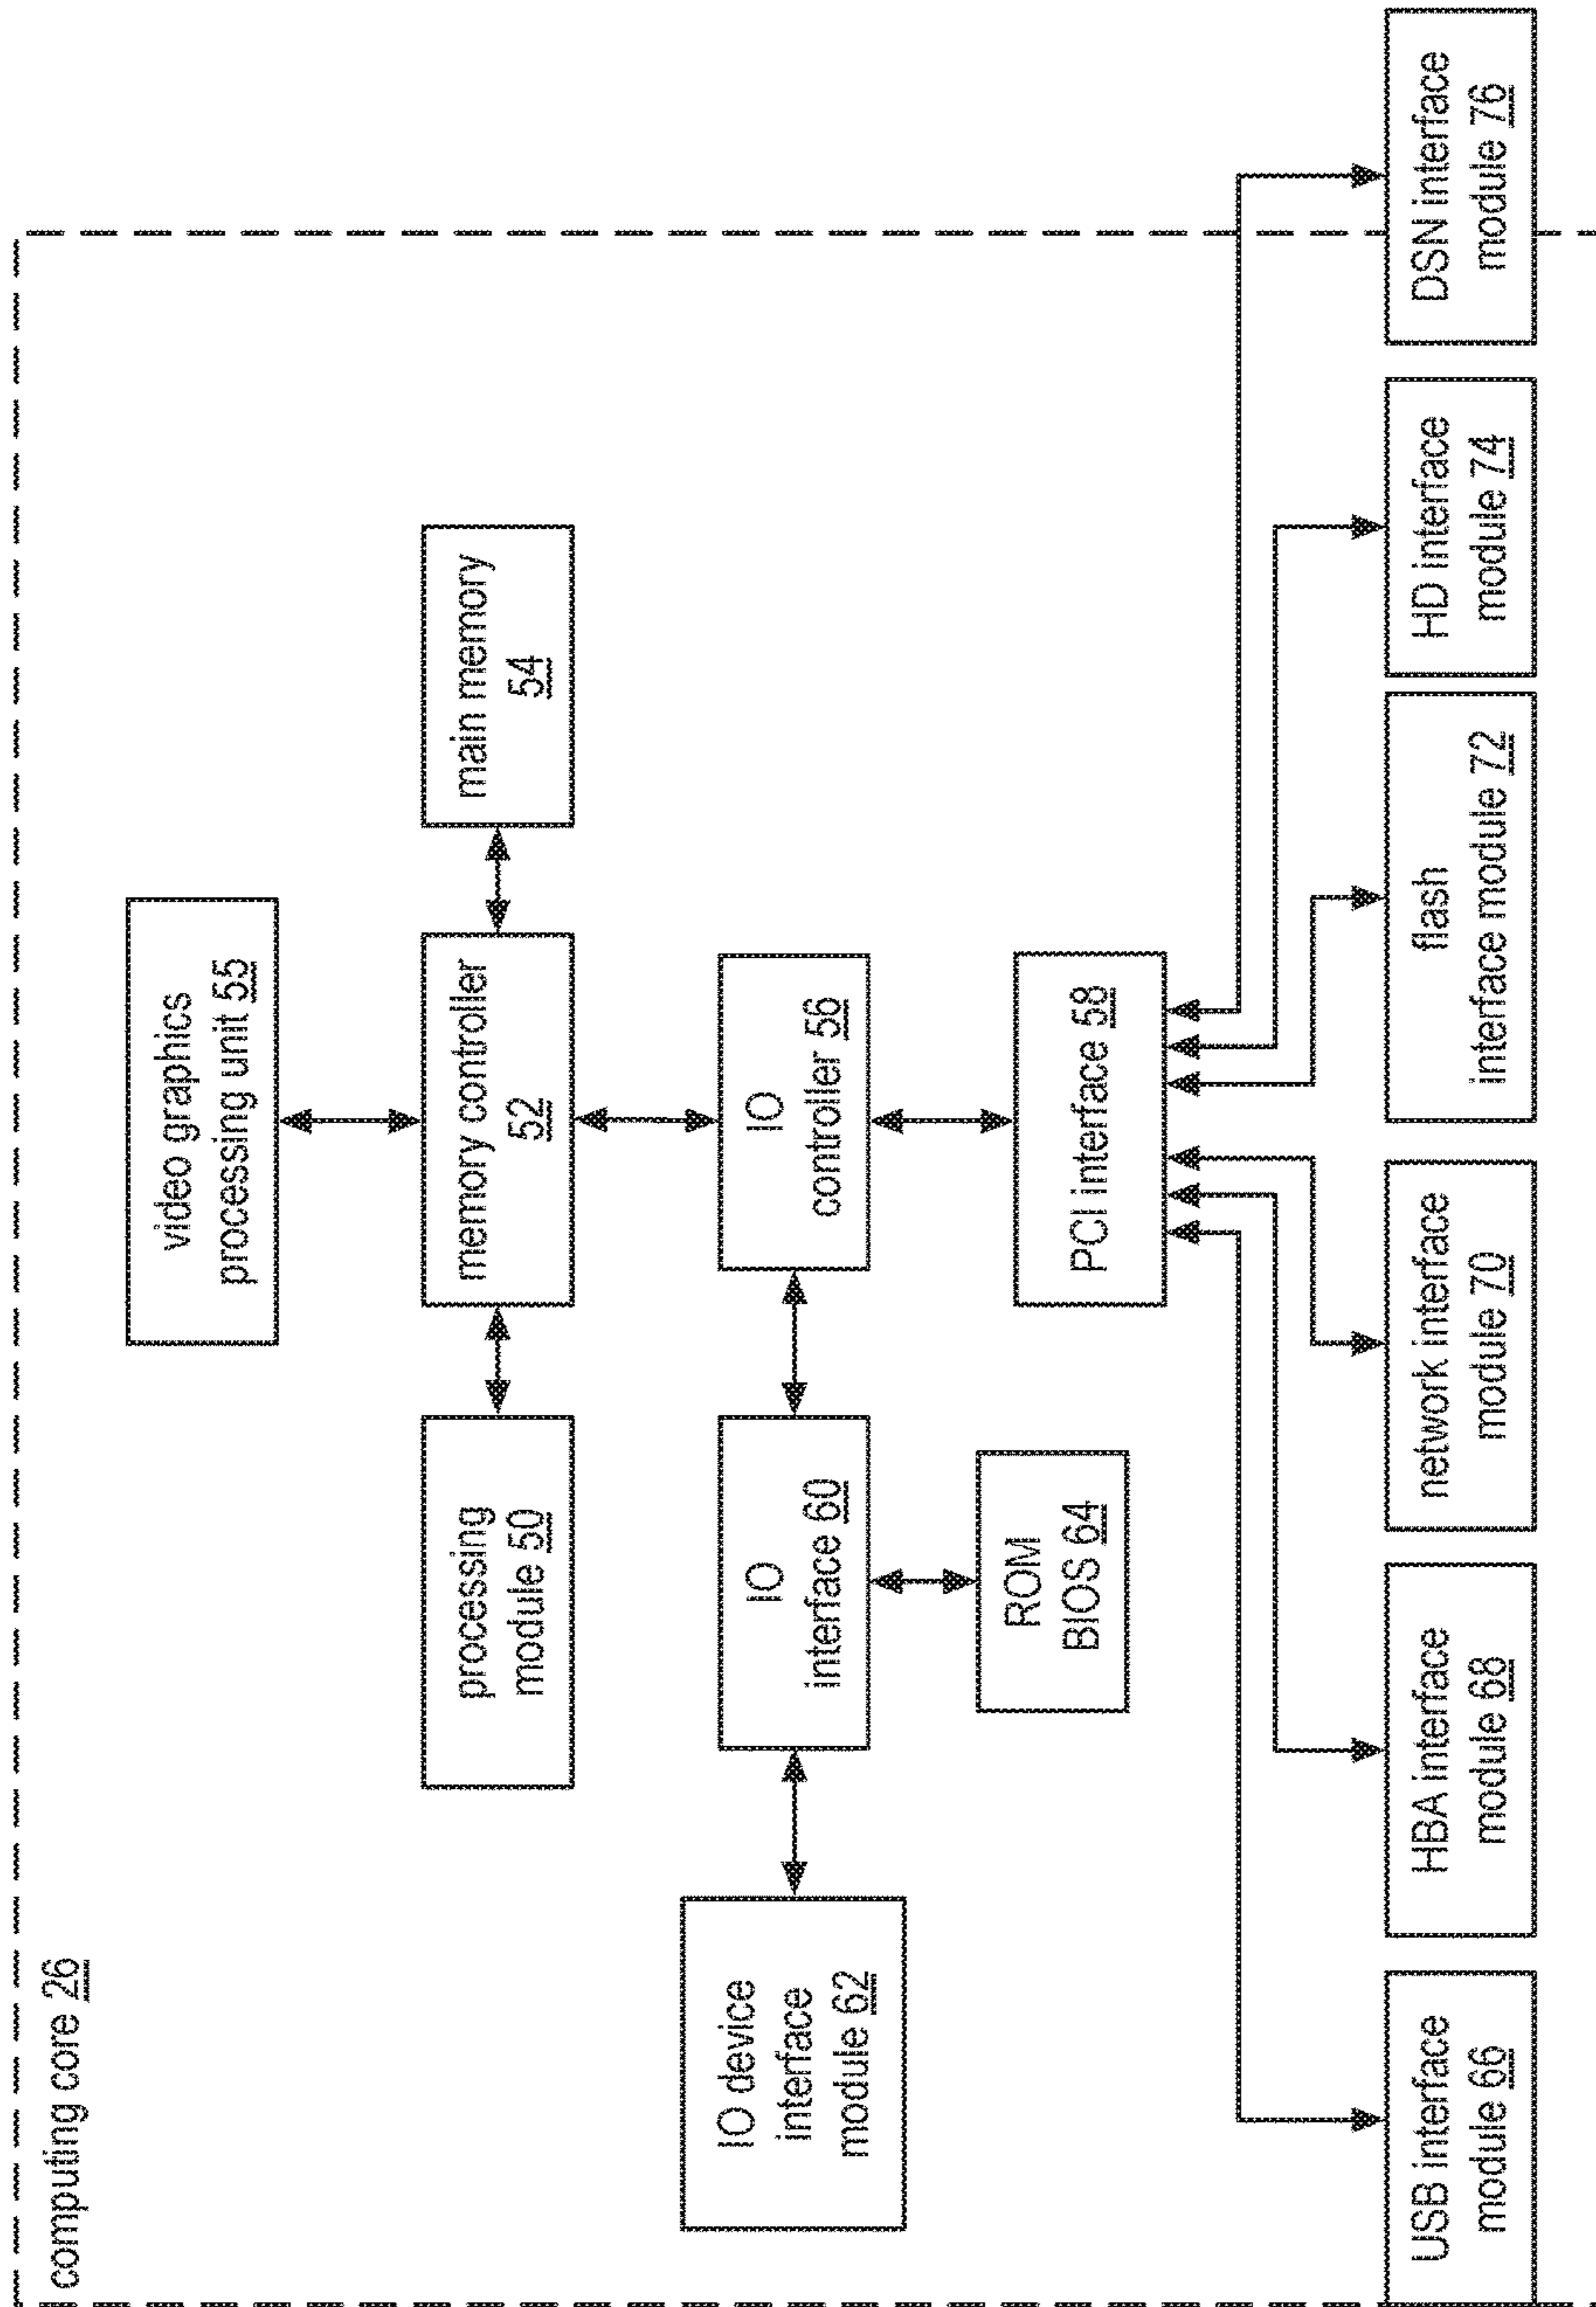 computing core 26
video graphics
processing unit 55
processing
module 50
memory controller
52
main memory
54
IO device
interface
module 62
IO
interface 60
IO
controller 56
ROM
BIOS 64
PCI interface 58
USB interface
module 66
HBA interface
module 68
network interface
module 70
flash
interface module 72
HD interface
module 74
DSN interface
module 76